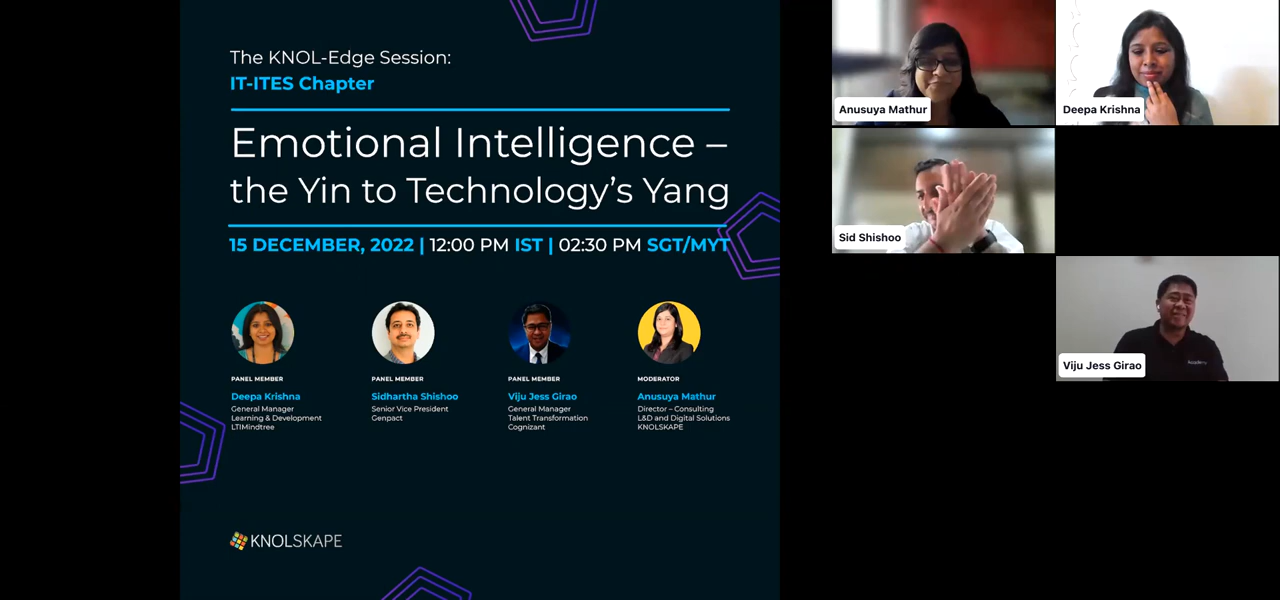 The KNOL-Edge Session:
IT-ITES Chapter
Emotional Intelligence –
the Yin to Technology's Yang
15 DECEMBER, 2022 | 12:00 PM IST | 02:30 PM SGT/MYT
PANEL MEMBER
Deepa Krishna
General Manager
Learning & Development
LTIMindtree
PANEL MEMBER
Sidhartha Shishoo
Senior Vice President
Genpact
PANEL MEMBER
Viju Jess Girao
General Manager
Talent Transformation
Cognizant
MODERATOR
Anusuya Mathur
Director – Consulting
L&D and Digital Solutions
KNOLSKAPE
KNOLSKAPE
Anusuya Mathur
Deepa Krishna
Sid Shishoo
Viju Jess Girao
Academy